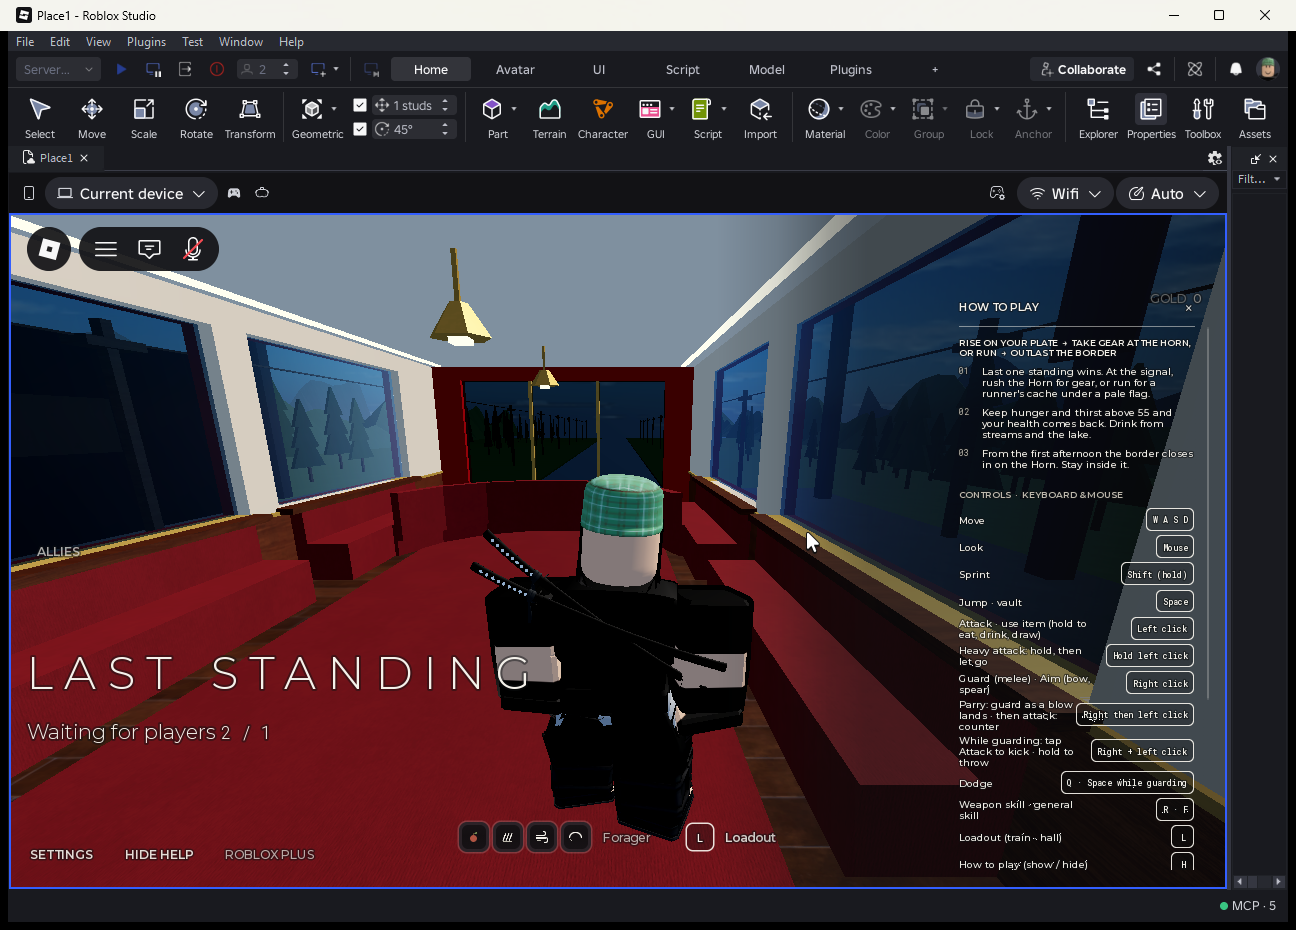 Place1 - Roblox Studio
File Edit View Plugins Test Window Help
Server... 2 Home Avatar UI Script Model Plugins + Collaborate
1 studs
45°
Select Move Scale Rotate Transform Geometric Part Terrain Character GUI Script Import Material Color Group Lock Anchor Explorer Properties Toolbox Assets
Place1
Filt...
Current device Wifi Auto
GOLD 0
HOW TO PLAY
RISE ON YOUR PLATE → TAKE GEAR AT THE HORN,
OR RUN → OUTLAST THE BORDER
01 Last one standing wins. At the signal,
rush the Horn for gear, or run for a
runner's cache under a pale flag.
02 Keep hunger and thirst above 55 and
your health comes back. Drink from
streams and the lake.
03 From the first afternoon the border closes
in on the Horn. Stay inside it.
CONTROLS · KEYBOARD & MOUSE
Move W A S D
Look Mouse
Sprint Shift (hold)
Jump · vault Space
Attack · use item (hold to
eat, drink, draw) Left click
Heavy attack: hold, then
let go Hold left click
Guard (melee) · Aim (bow,
spear) Right click
Parry: guard as a blow
lands · then attack:
counter Right then left click
While guarding: tap
Attack to kick · hold to
throw Right + left click
Dodge Q · Space while guarding
Weapon skill · general
skill R · F
Loadout (train · hall) L
How to play (show / hide) H
ALLIES
LAST STANDING
Waiting for players 2 / 1
Forager L Loadout
SETTINGS HIDE HELP ROBLOX PLUS
MCP · 5